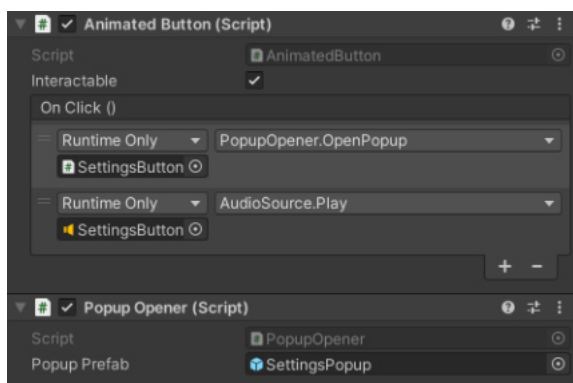 Animated Button (Script)
Script AnimatedButton
Interactable
On Click ()
Runtime Only PopupOpener.OpenPopup
SettingsButton
Runtime Only AudioSource.Play
SettingsButton
+ −
Popup Opener (Script)
Script PopupOpener
Popup Prefab SettingsPopup